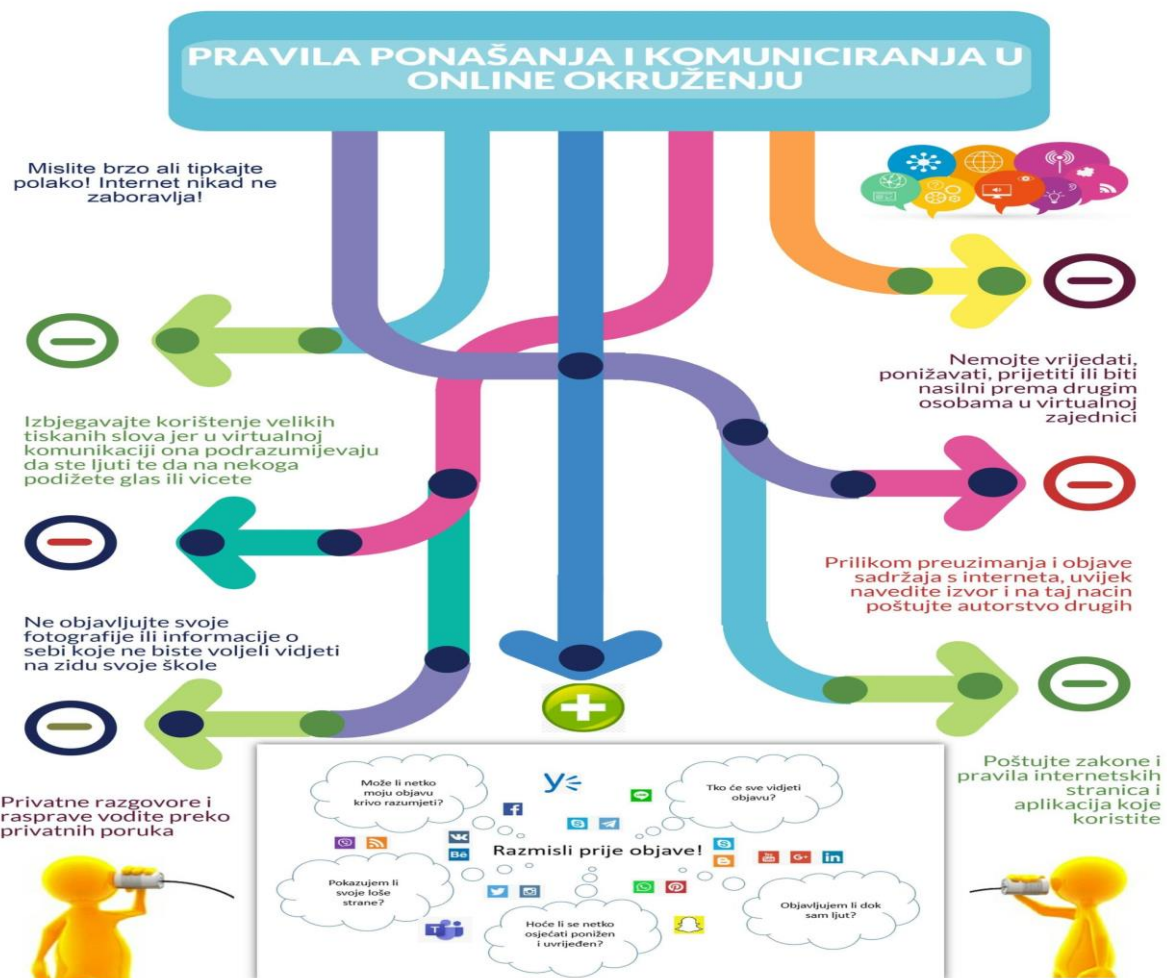 PRAVILA PONAŠANJA I KOMUNICIRANJA U
ONLINE OKRUŽENJU
Mislite brzo ali tipkajte
polako! Internet nikad ne
zaboravlja!
Nemojte vrijeđati,
ponižavati, prijetiti ili biti
nasilni prema drugim
osobama u virtualnoj
zajednici
Izbjegavajte korištenje velikih
tiskanih slova jer u virtualnoj
komunikaciji ona podrazumijevaju
da ste ljuti te da na nekoga
podižete glas ili vicete
Prilikom preuzimanja i objave
sadržaja s interneta, uvijek
navedite izvor i na taj nacin
poštujte autorstvo drugih
Ne objavljujte svoje
fotografije ili informacije o
sebi koje ne biste voljeli vidjeti
na zidu svoje škole
Poštujte zakone i
pravila internetskih
stranica i
aplikacija koje
koristite
Privatne razgovore i
rasprave vodite preko
privatnih poruka
Može li netko
moju objavu
krivo razumjeti?
Tko će sve vidjeti
objavu?
Razmisli prije objave!
Pokazujem li
svoje loše
strane?
Hoće li se netko
osjećati ponižen
i uvrijeđen?
Objavljujem li dok
sam ljut?